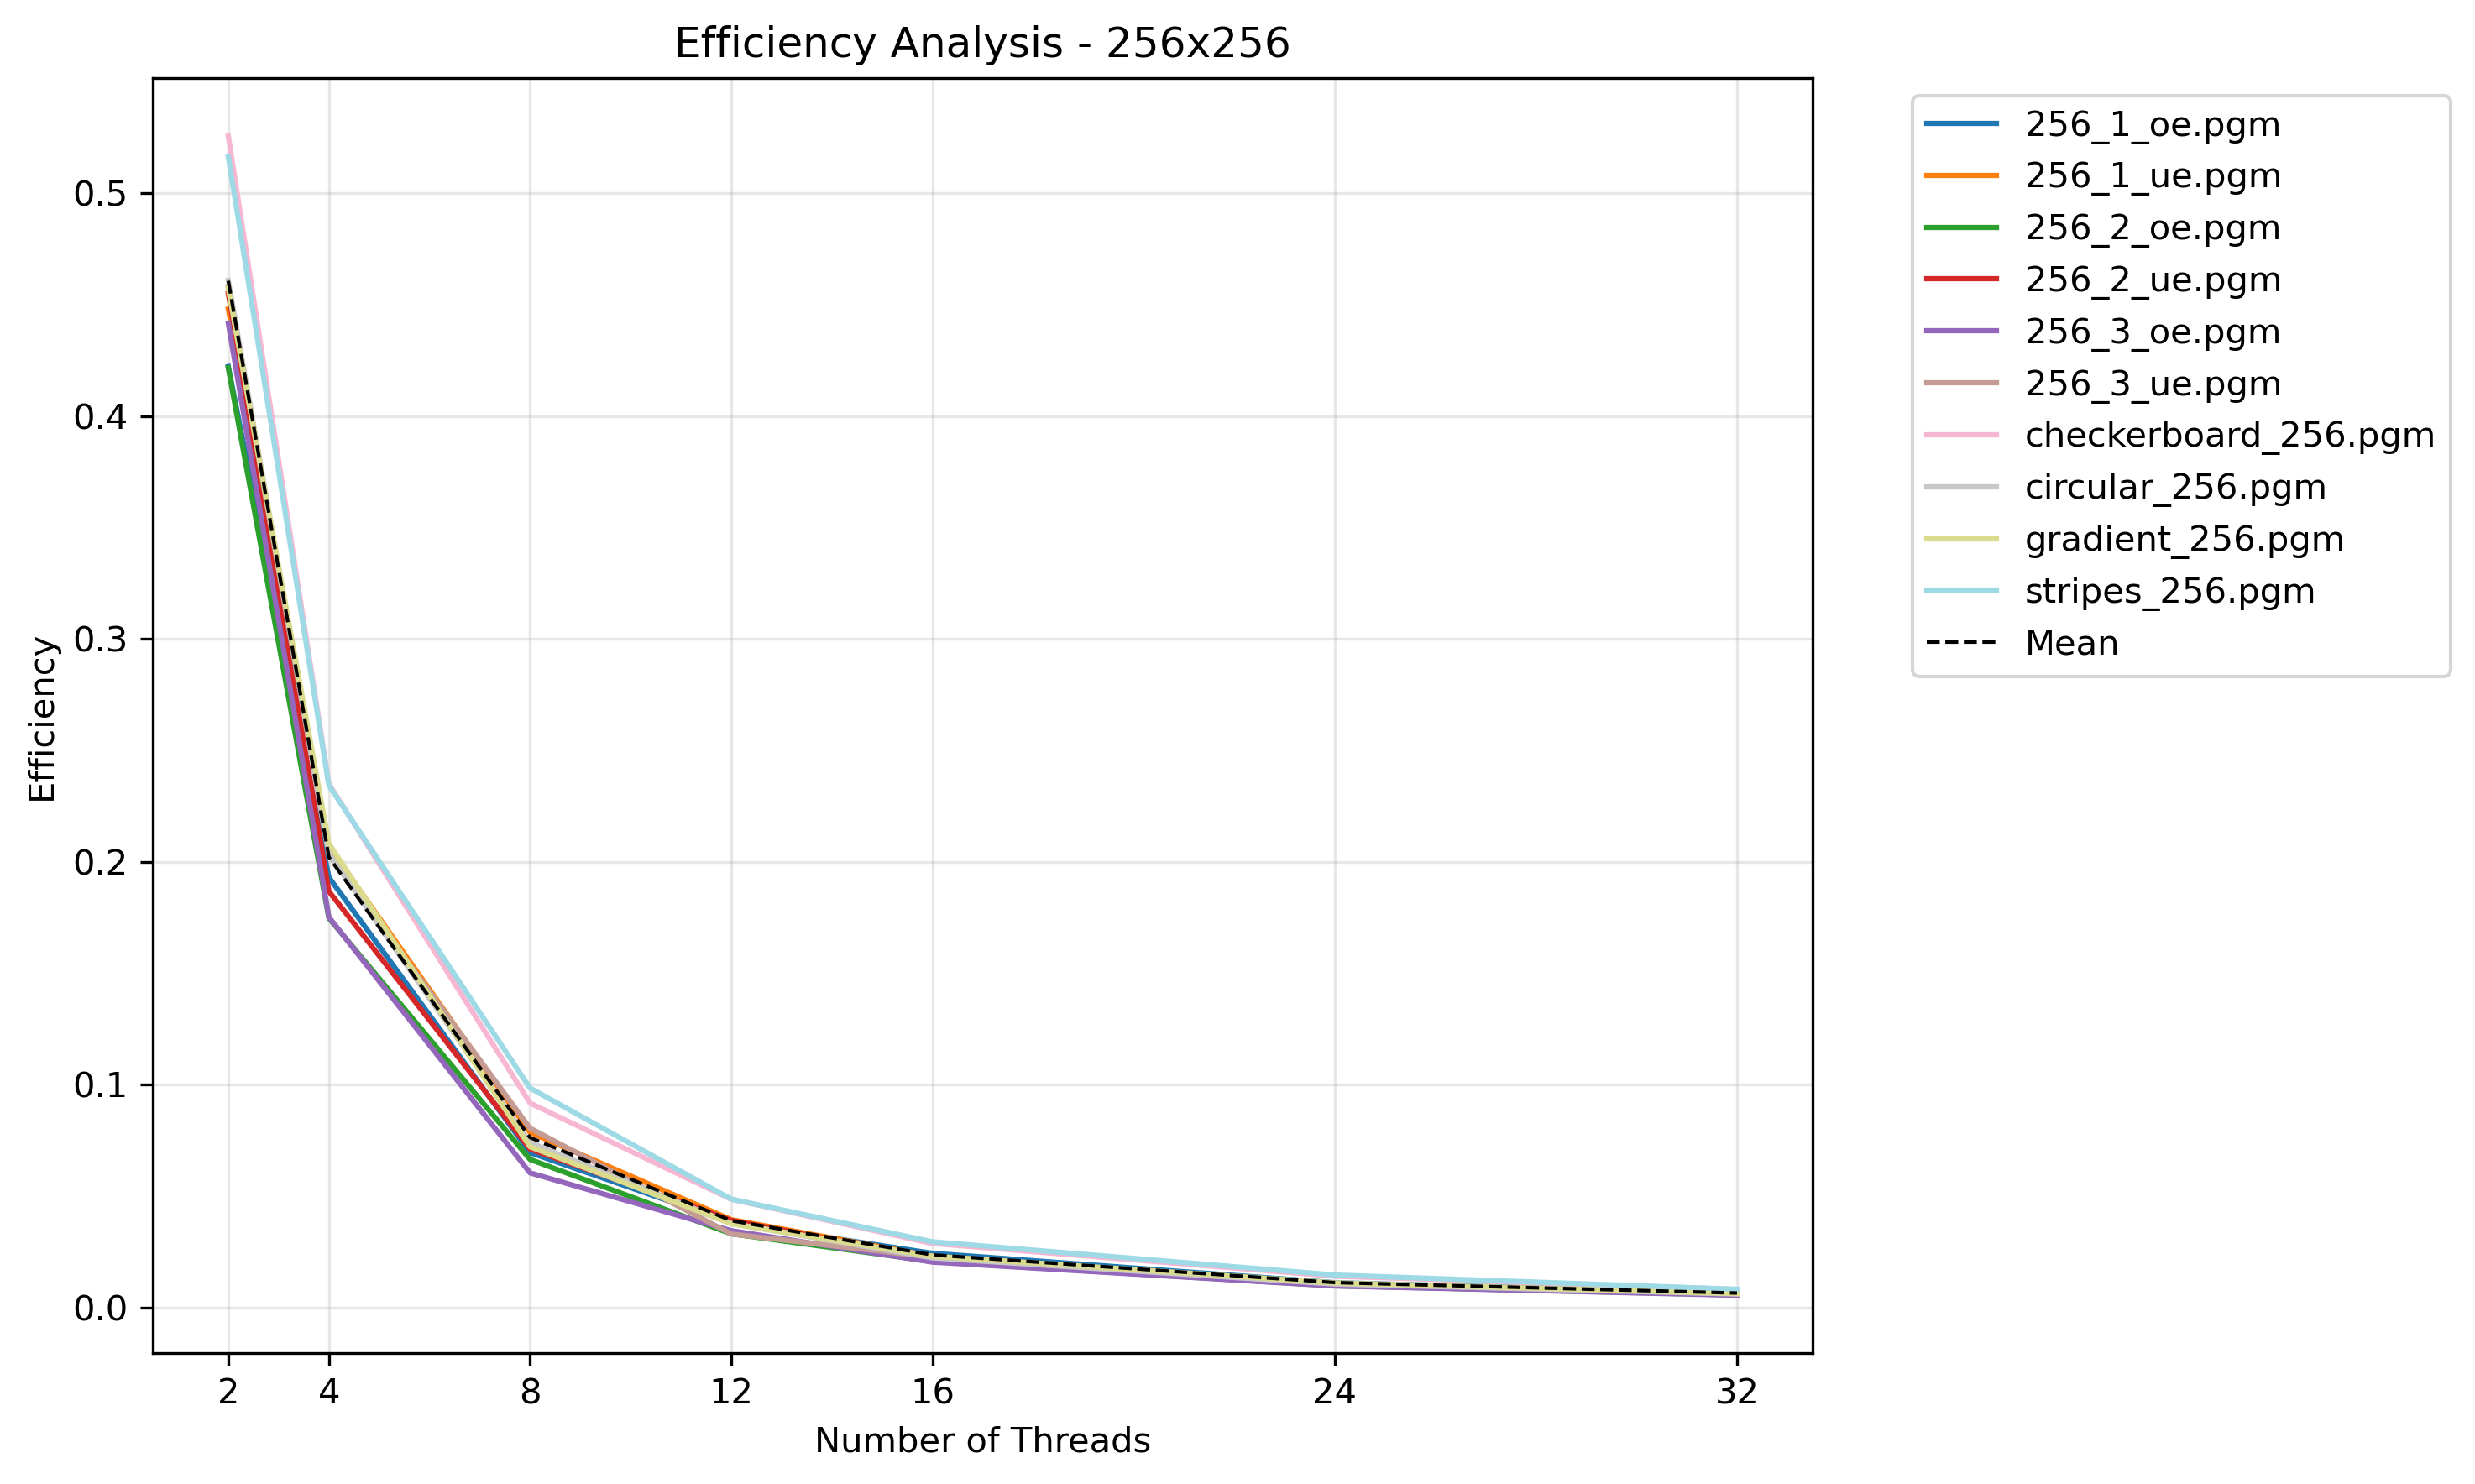 Efficiency Analysis - 256x256
Efficiency
0.5
0.4
0.3
0.2
0.1
0.0
2 4 8 12 16 24 32
Number of Threads
256_1_oe.pgm
256_1_ue.pgm
256_2_oe.pgm
256_2_ue.pgm
256_3_oe.pgm
256_3_ue.pgm
checkerboard_256.pgm
circular_256.pgm
gradient_256.pgm
stripes_256.pgm
Mean